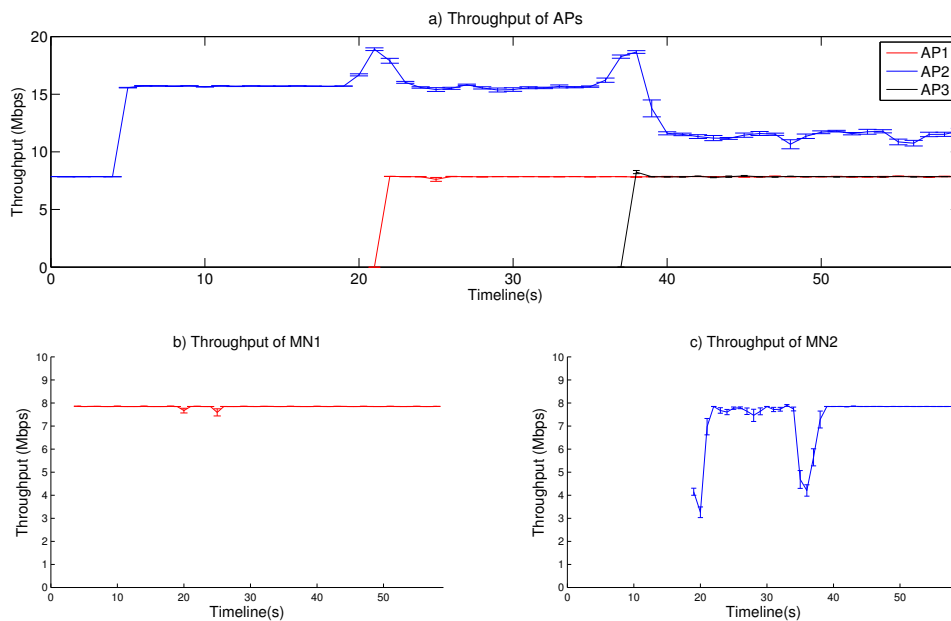 a) Throughput of APs
20
15
10
5
0
Throughput (Mbps)
AP1
AP2
AP3
0 10 20 30 40 50
Timeline(s)
b) Throughput of MN1
10
9
8
7
6
5
4
3
2
1
0
Throughput (Mbps)
0 10 20 30 40 50
Timeline(s)
c) Throughput of MN2
10
9
8
7
6
5
4
3
2
1
0
Throughput (Mbps)
0 10 20 30 40 50
Timeline(s)